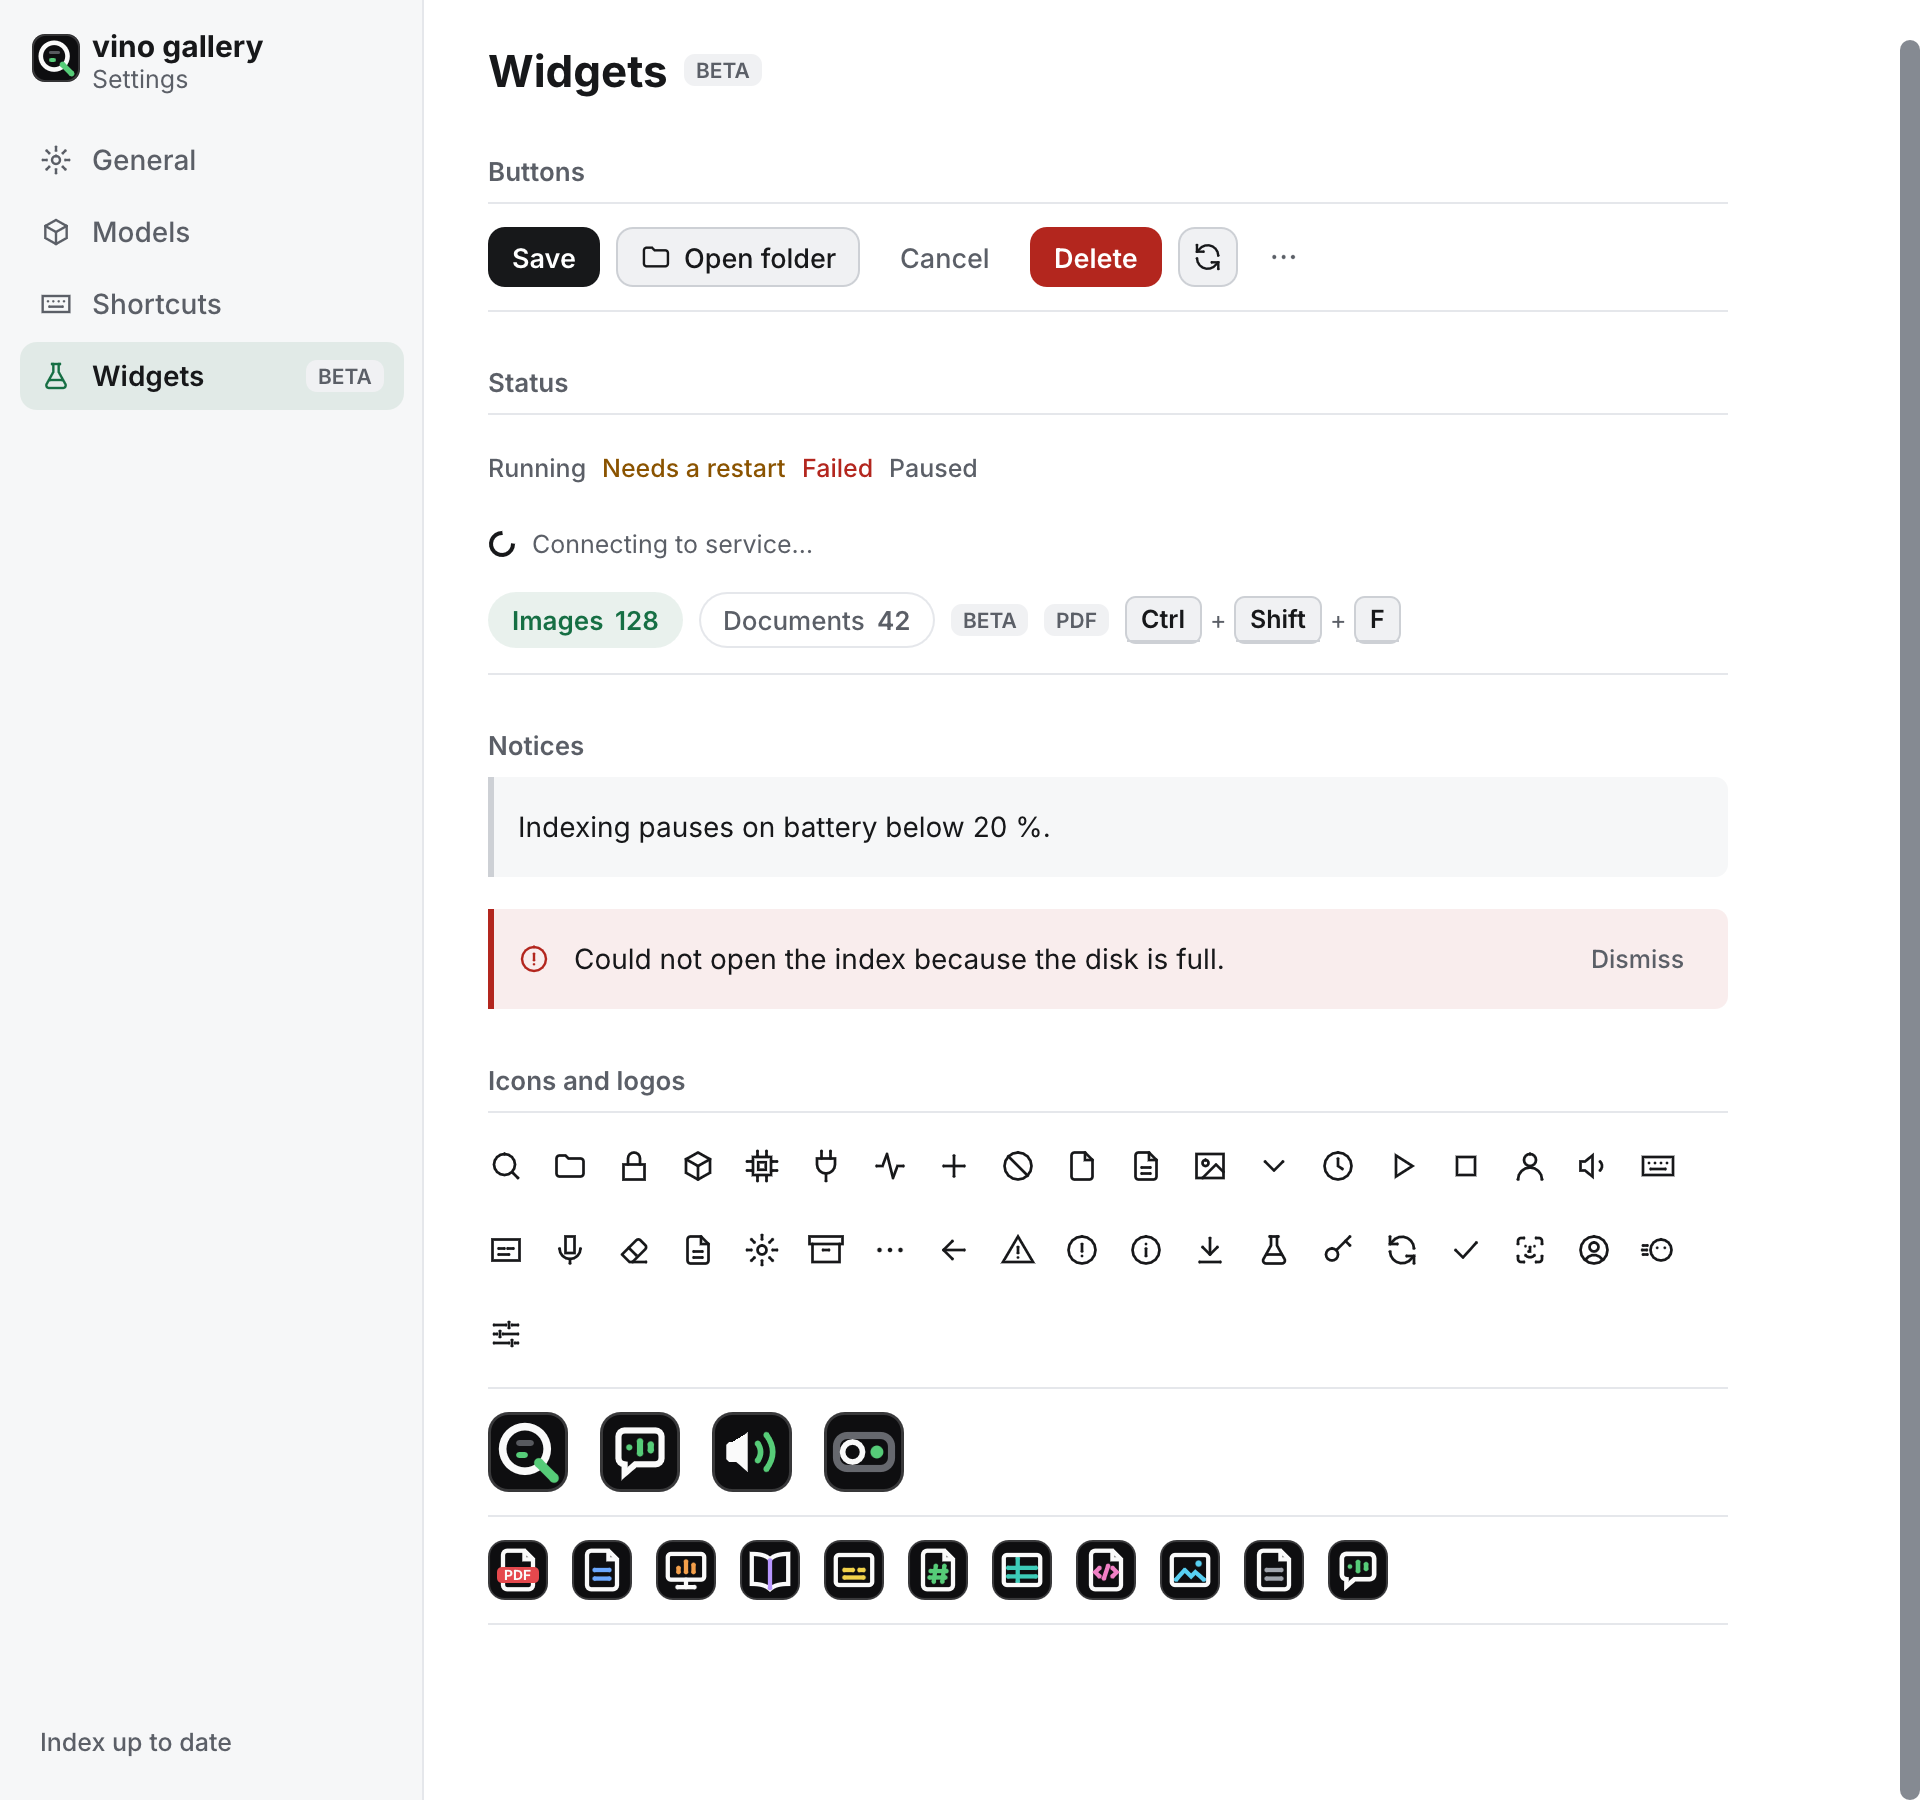 vino gallery
Settings
General
Models
Shortcuts
Widgets BETA
Index up to date
Widgets BETA
Buttons
Save Open folder Cancel Delete
Status
Running Needs a restart Failed Paused
Connecting to service...
Images 128 Documents 42 BETA PDF Ctrl + Shift + F
Notices
Indexing pauses on battery below 20 %.
Could not open the index because the disk is full. Dismiss
Icons and logos
PDF